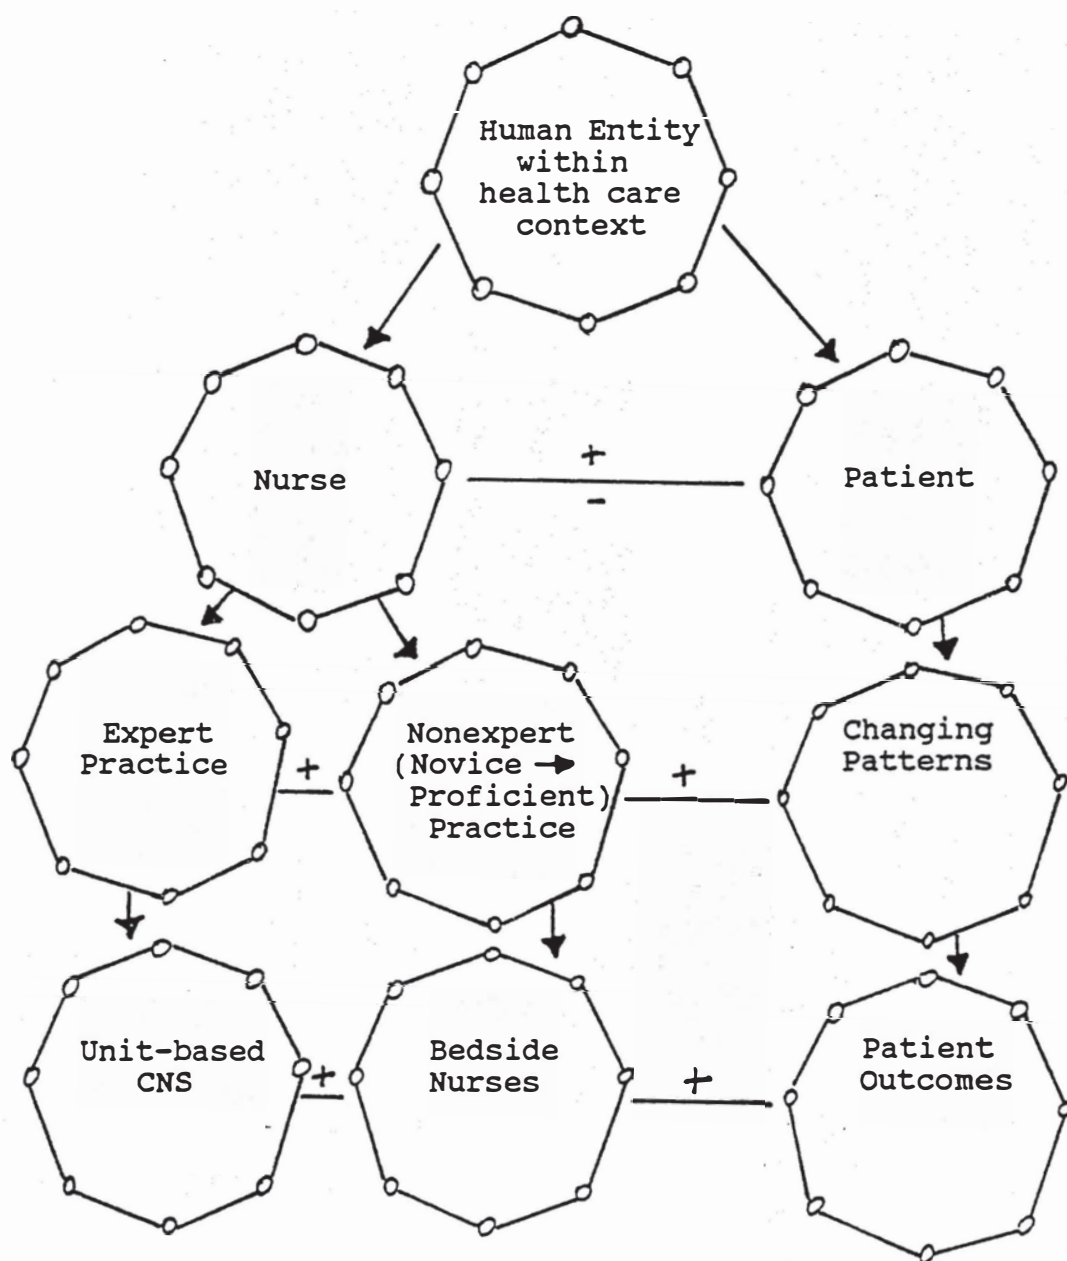 Human Entity
within
health care
context
Nurse
+
-
Patient
Expert
Practice
+
Nonexpert
(Novice →
Proficient)
Practice
+
Changing
Patterns
Unit-based
CNS
+
Bedside
Nurses
+
Patient
Outcomes